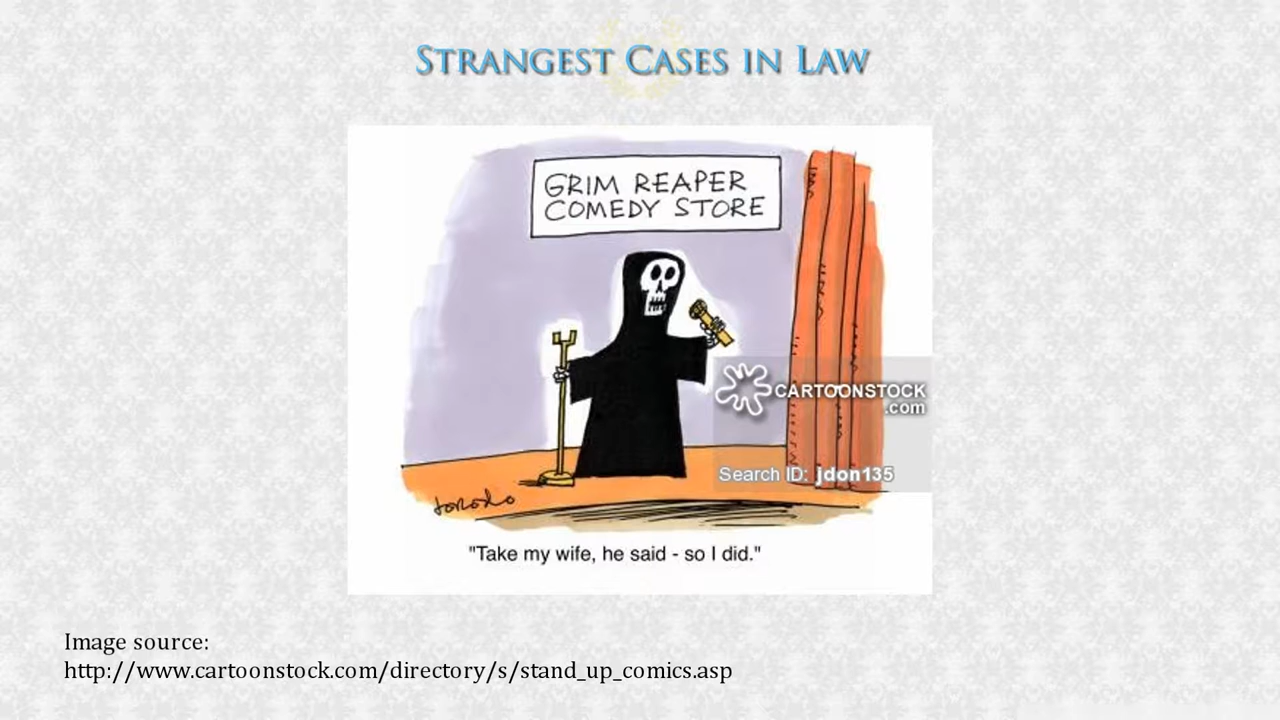 Strangest Cases in Law
GRIM REAPER
COMEDY STORE
CARTOONSTOCK
.com
Search ID: jdon135
"Take my wife, he said - so I did."
Image source:
http://www.cartoonstock.com/directory/s/stand_up_comics.asp